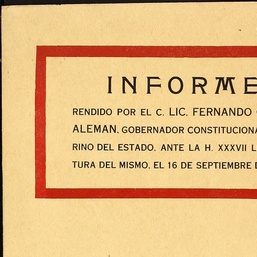 INFORME
RENDIDO POR EL C. LIC. FERNANDO
ALEMAN, GOBERNADOR CONSTITUCIONA
RINO DEL ESTADO, ANTE LA H. XXXVII L
TURA DEL MISMO, EL 16 DE SEPTIEMBRE D